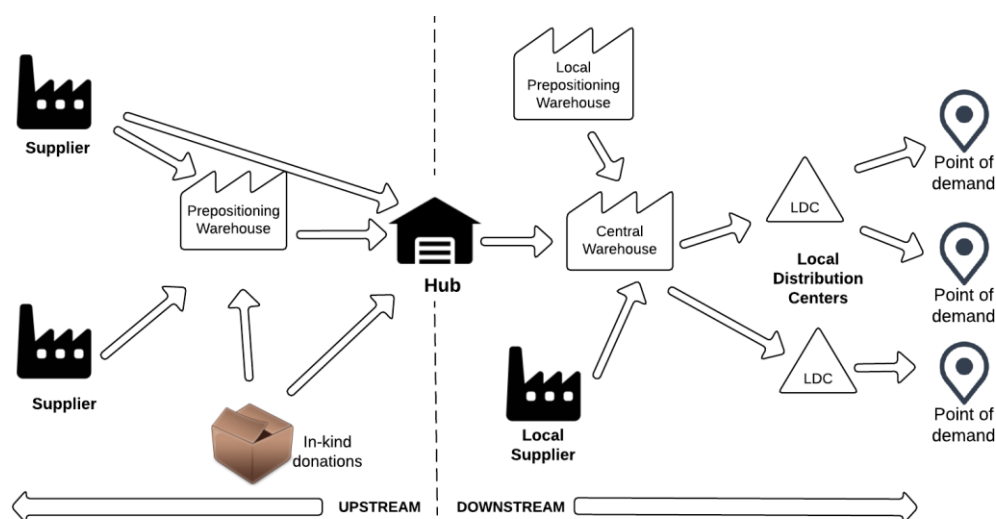 Supplier
Prepositioning
Warehouse
Supplier
In-kind
donations
Hub
Local
Prepositioning
Warehouse
Central
Warehouse
Local
Supplier
LDC
Local
Distribution
Centers
LDC
Point of
demand
Point of
demand
Point of
demand
UPSTREAM
DOWNSTREAM